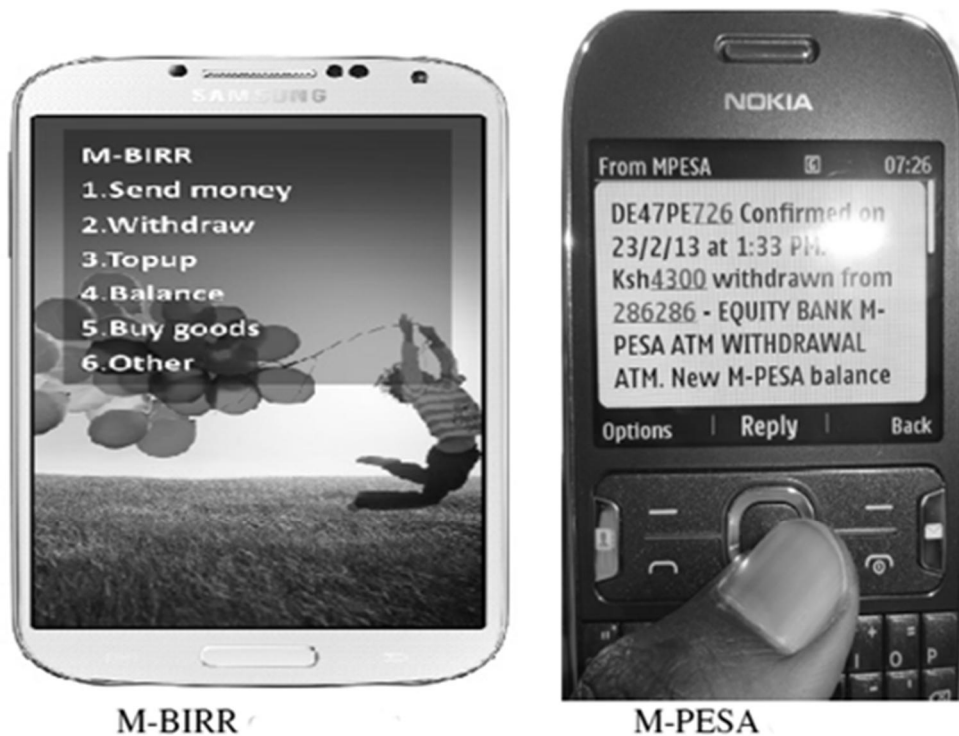 SAMSUNG
M-BIRR
1.Send money
2.Withdraw
3.Topup
4.Balance
5.Buy goods
6.Other
NOKIA
From MPESA 07:26
DE47PE726 Confirmed on
23/2/13 at 1:33 PM.
Ksh4300 withdrawn from
286286 - EQUITY BANK M-
PESA ATM WITHDRAWAL
ATM. New M-PESA balance
Options Reply Back
I O P
M-BIRR M-PESA